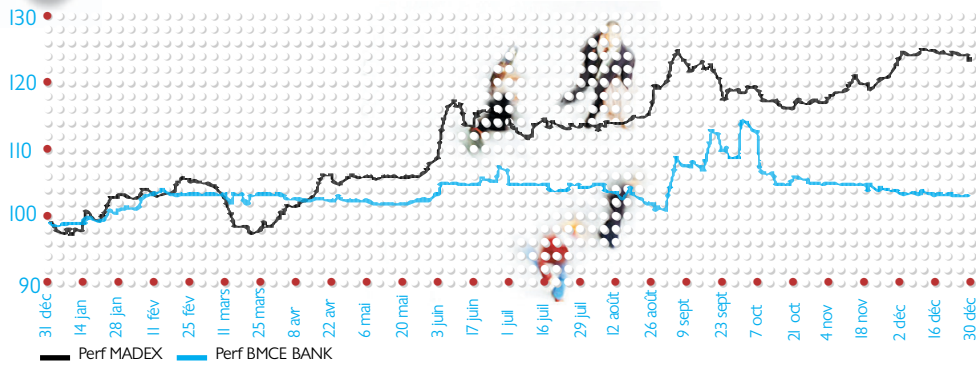 130
120
110
100
90
31 déc
14 jan
28 jan
11 fév
25 fév
11 mars
25 mars
8 avr
22 avr
6 mai
20 mai
3 juin
17 juin
1 juil
16 juil
29 juil
12 août
26 août
9 sept
23 sept
7 oct
21 oct
4 nov
18 nov
2 déc
16 déc
30 déc
Perf MADEX Perf BMCE BANK